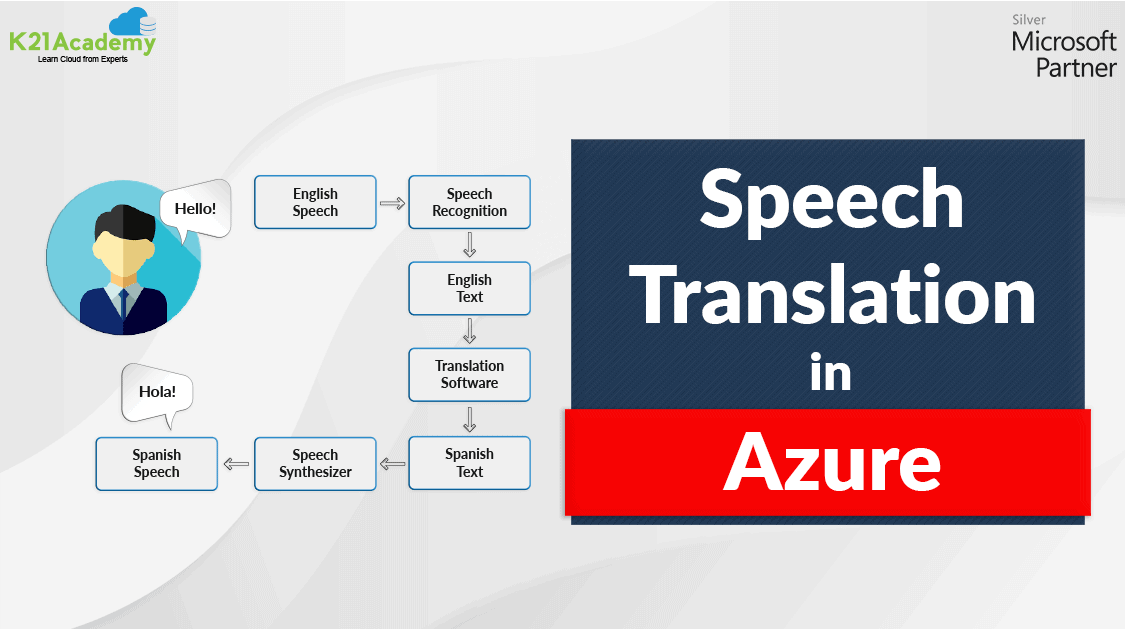 K21Academy
Learn Cloud from Experts
Silver
Microsoft
Partner
Hello!
English
Speech
Speech
Recognition
English
Text
Translation
Software
Spanish
Text
Speech
Synthesizer
Spanish
Speech
Hola!
Speech
Translation
in
Azure